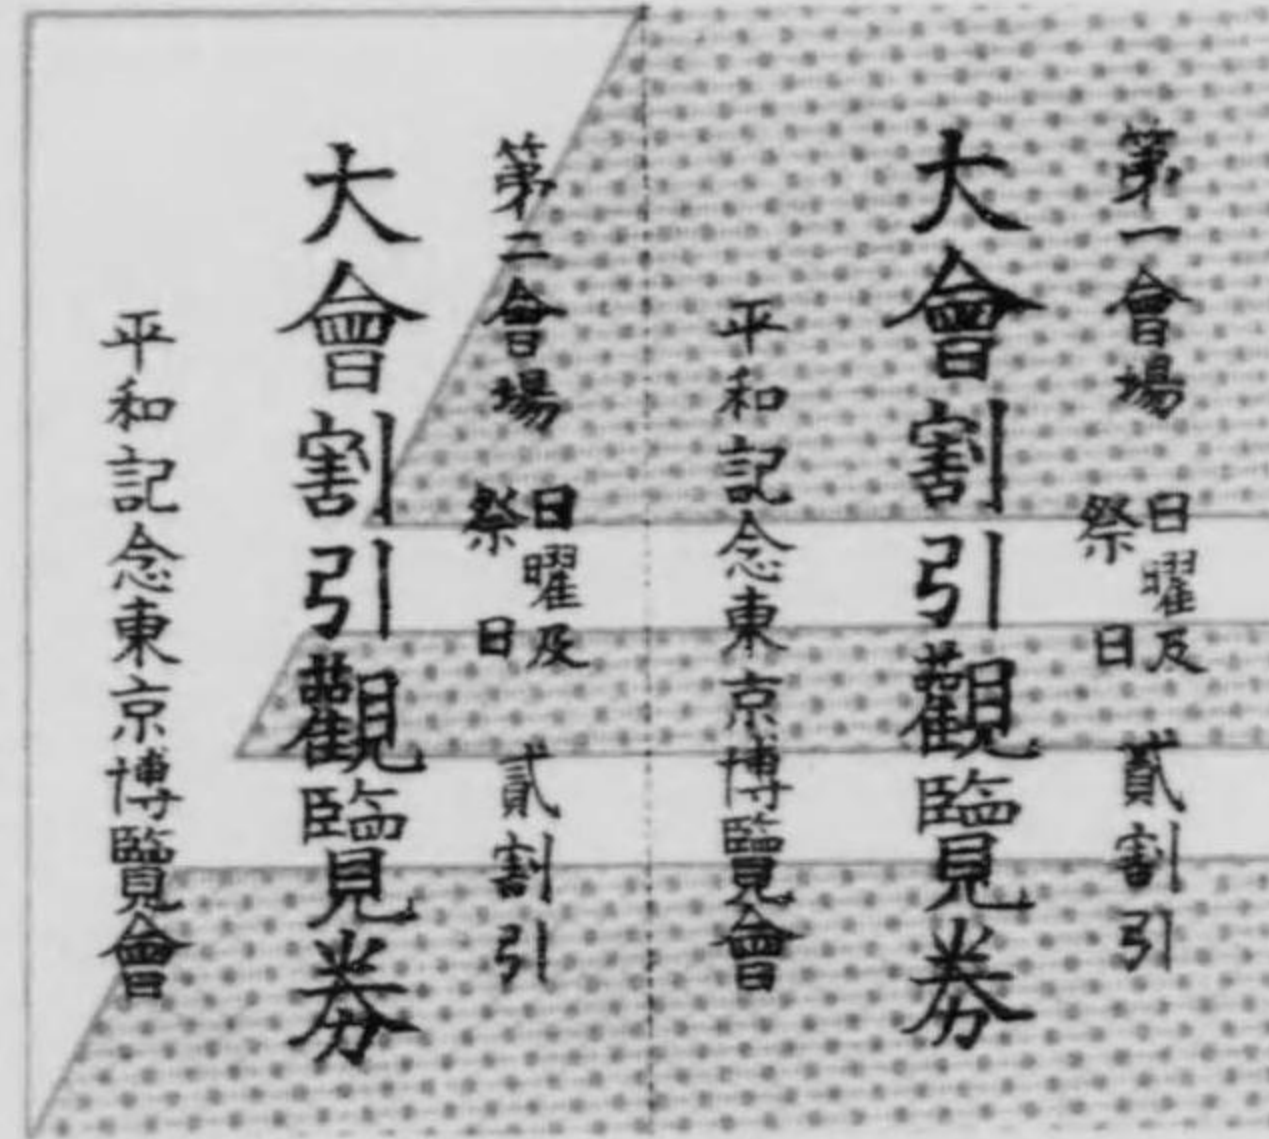 第一會場 日曜及祭日 貳割引
大會割引觀覽券
平和記念東京博覽會
第二會場 日曜及祭日 貳割引
大會割引觀覽券
平和記念東京博覽會